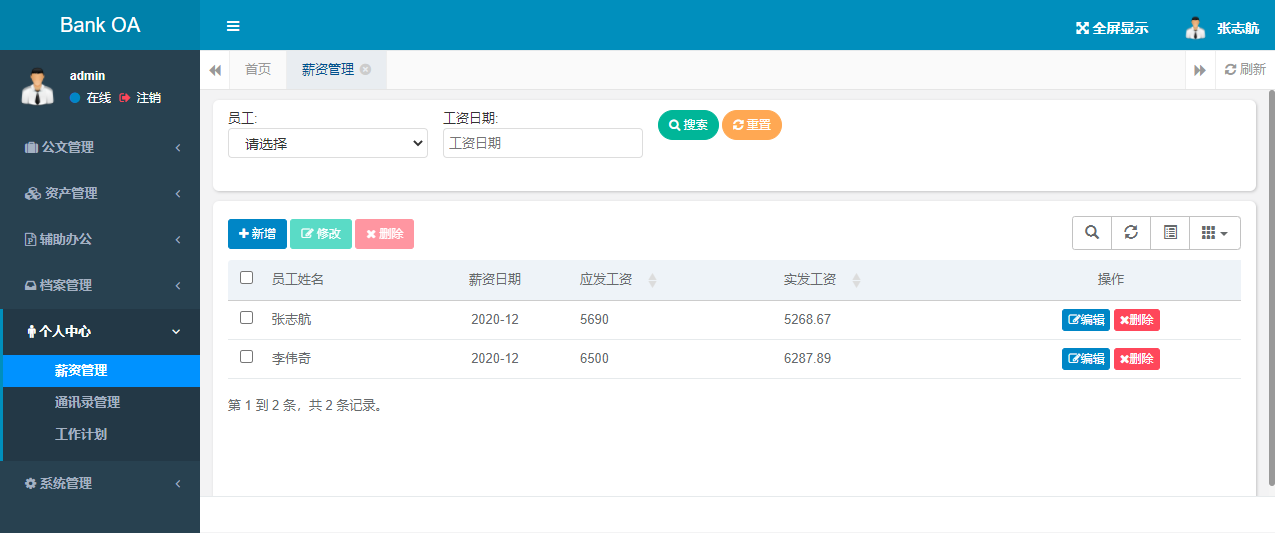 Bank OA
全屏显示
张志航
admin
在线 注销
首页
薪资管理
刷新
公文管理
资产管理
辅助办公
档案管理
个人中心
薪资管理
通讯录管理
工作计划
系统管理
员工:
工资日期:
请选择
工资日期
搜索
重置
新增
修改
删除
员工姓名 薪资日期 应发工资 实发工资 操作
张志航 2020-12 5690 5268.67 编辑 删除
李伟奇 2020-12 6500 6287.89 编辑 删除
第 1 到 2 条，共 2 条记录。